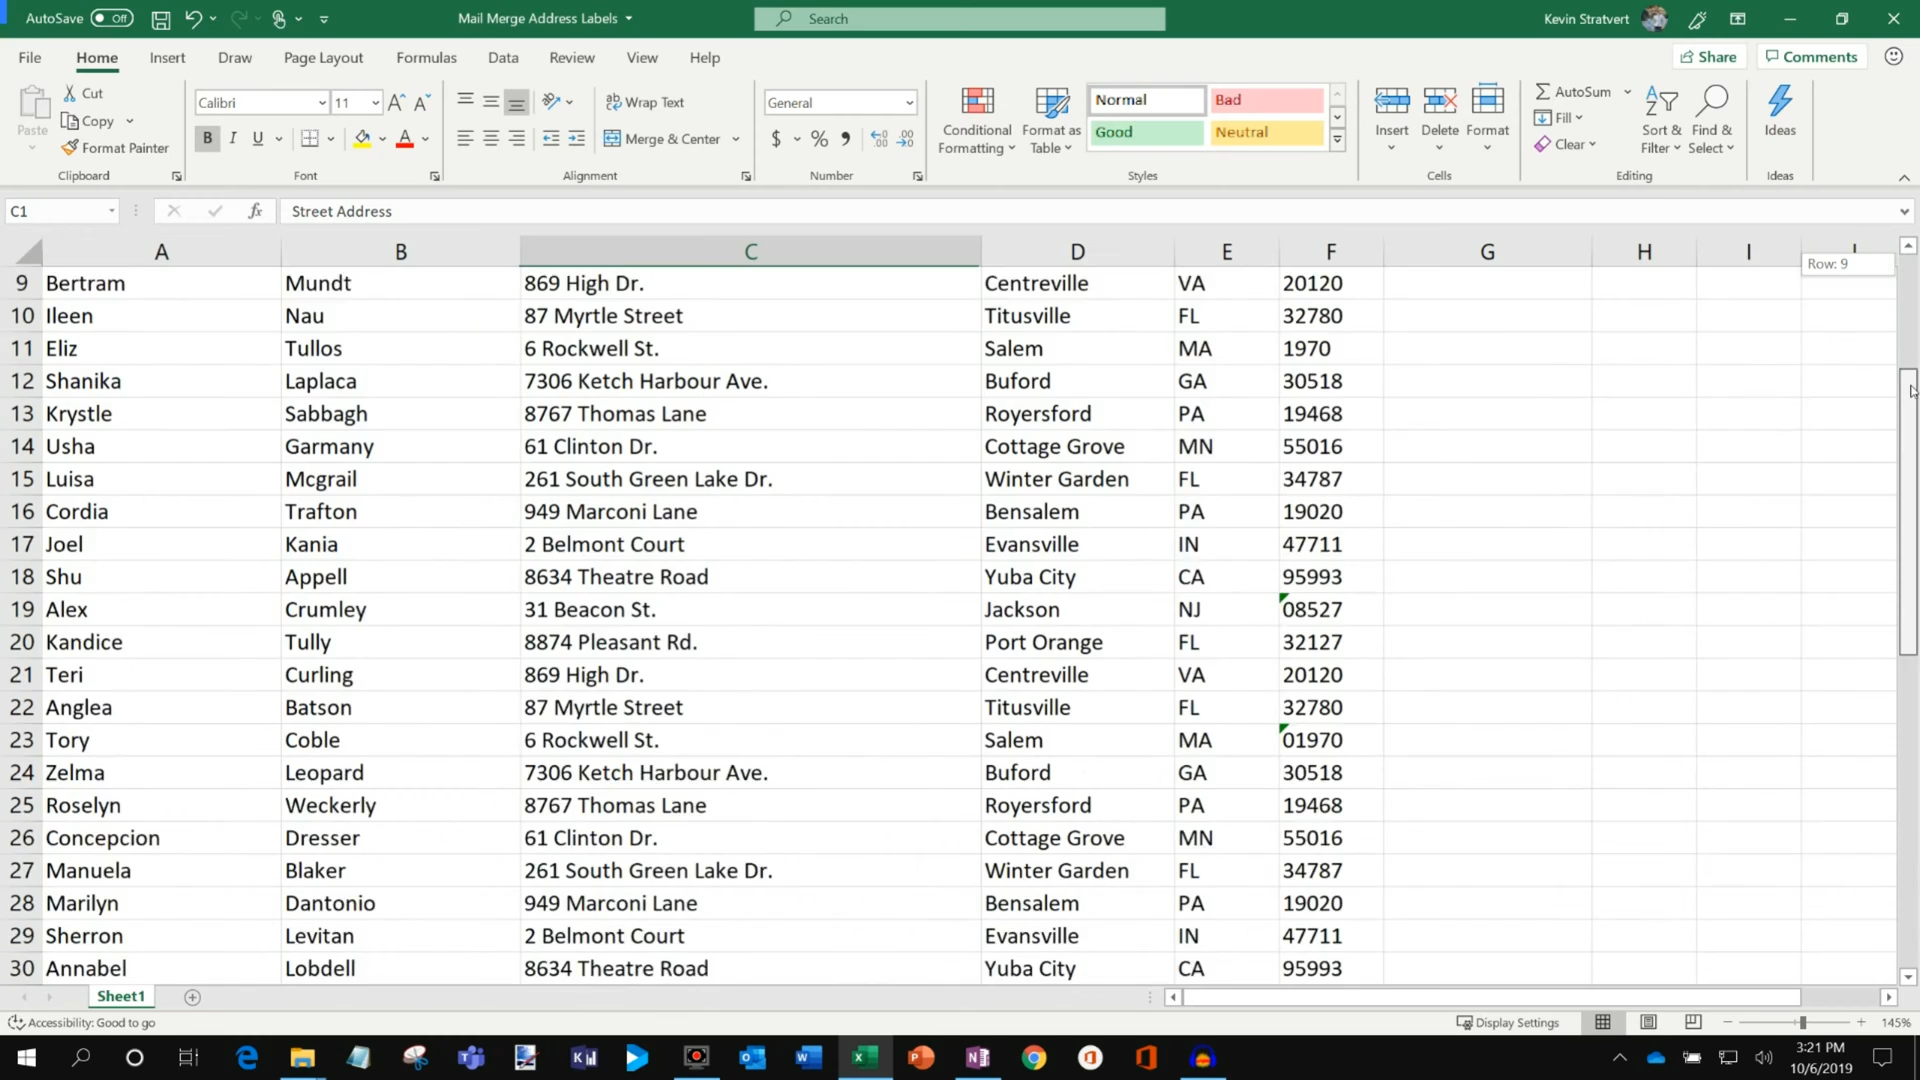 AutoSave Off Mail Merge Address Labels Search Kevin Stratvert
File Home Insert Draw Page Layout Formulas Data Review View Help Share Comments
Paste Cut Copy Format Painter Clipboard
Calibri 11 B I U A Font
Wrap Text Merge & Center Alignment
General $ % Number
Conditional Formatting Format as Table Normal Bad Good Neutral Styles
Insert Delete Format Cells
AutoSum Fill Clear Sort & Filter Find & Select Editing
Ideas Ideas
C1 fx Street Address
A B C D E F G H I
Row: 9
9 Bertram Mundt 869 High Dr. Centreville VA 20120
10 Ileen Nau 87 Myrtle Street Titusville FL 32780
11 Eliz Tullos 6 Rockwell St. Salem MA 1970
12 Shanika Laplaca 7306 Ketch Harbour Ave. Buford GA 30518
13 Krystle Sabbagh 8767 Thomas Lane Royersford PA 19468
14 Usha Garmany 61 Clinton Dr. Cottage Grove MN 55016
15 Luisa Mcgrail 261 South Green Lake Dr. Winter Garden FL 34787
16 Cordia Trafton 949 Marconi Lane Bensalem PA 19020
17 Joel Kania 2 Belmont Court Evansville IN 47711
18 Shu Appell 8634 Theatre Road Yuba City CA 95993
19 Alex Crumley 31 Beacon St. Jackson NJ 08527
20 Kandice Tully 8874 Pleasant Rd. Port Orange FL 32127
21 Teri Curling 869 High Dr. Centreville VA 20120
22 Anglea Batson 87 Myrtle Street Titusville FL 32780
23 Tory Coble 6 Rockwell St. Salem MA 01970
24 Zelma Leopard 7306 Ketch Harbour Ave. Buford GA 30518
25 Roselyn Weckerly 8767 Thomas Lane Royersford PA 19468
26 Concepcion Dresser 61 Clinton Dr. Cottage Grove MN 55016
27 Manuela Blaker 261 South Green Lake Dr. Winter Garden FL 34787
28 Marilyn Dantonio 949 Marconi Lane Bensalem PA 19020
29 Sherron Levitan 2 Belmont Court Evansville IN 47711
30 Annabel Lobdell 8634 Theatre Road Yuba City CA 95993
Sheet1
Accessibility: Good to go Display Settings 145%
3:21 PM
10/6/2019